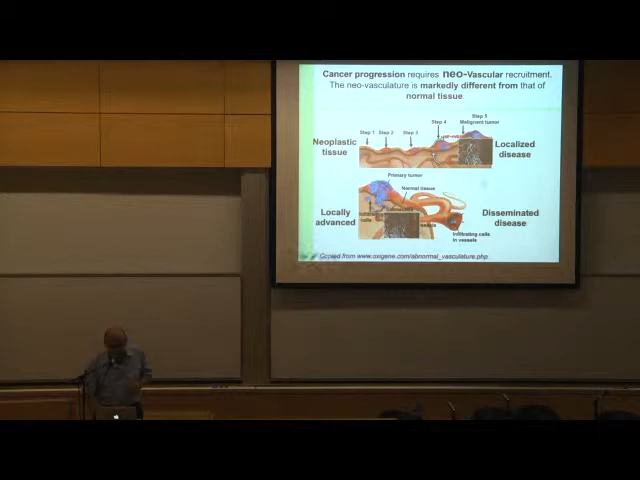 Cancer progression requires neo-Vascular recruitment.
The neo-vasculature is markedly different from that of
normal tissue.
Step 1 Step 2 Step 3 Step 4 Step 5
Malignant tumor
Neoplastic
tissue
Localized
disease
Primary tumor
Normal tissue
Locally
advanced
cells
Disseminated
disease
Infiltrating cells
in vessels
Copied from www.oxigene.com/abnormal_vasculature.php